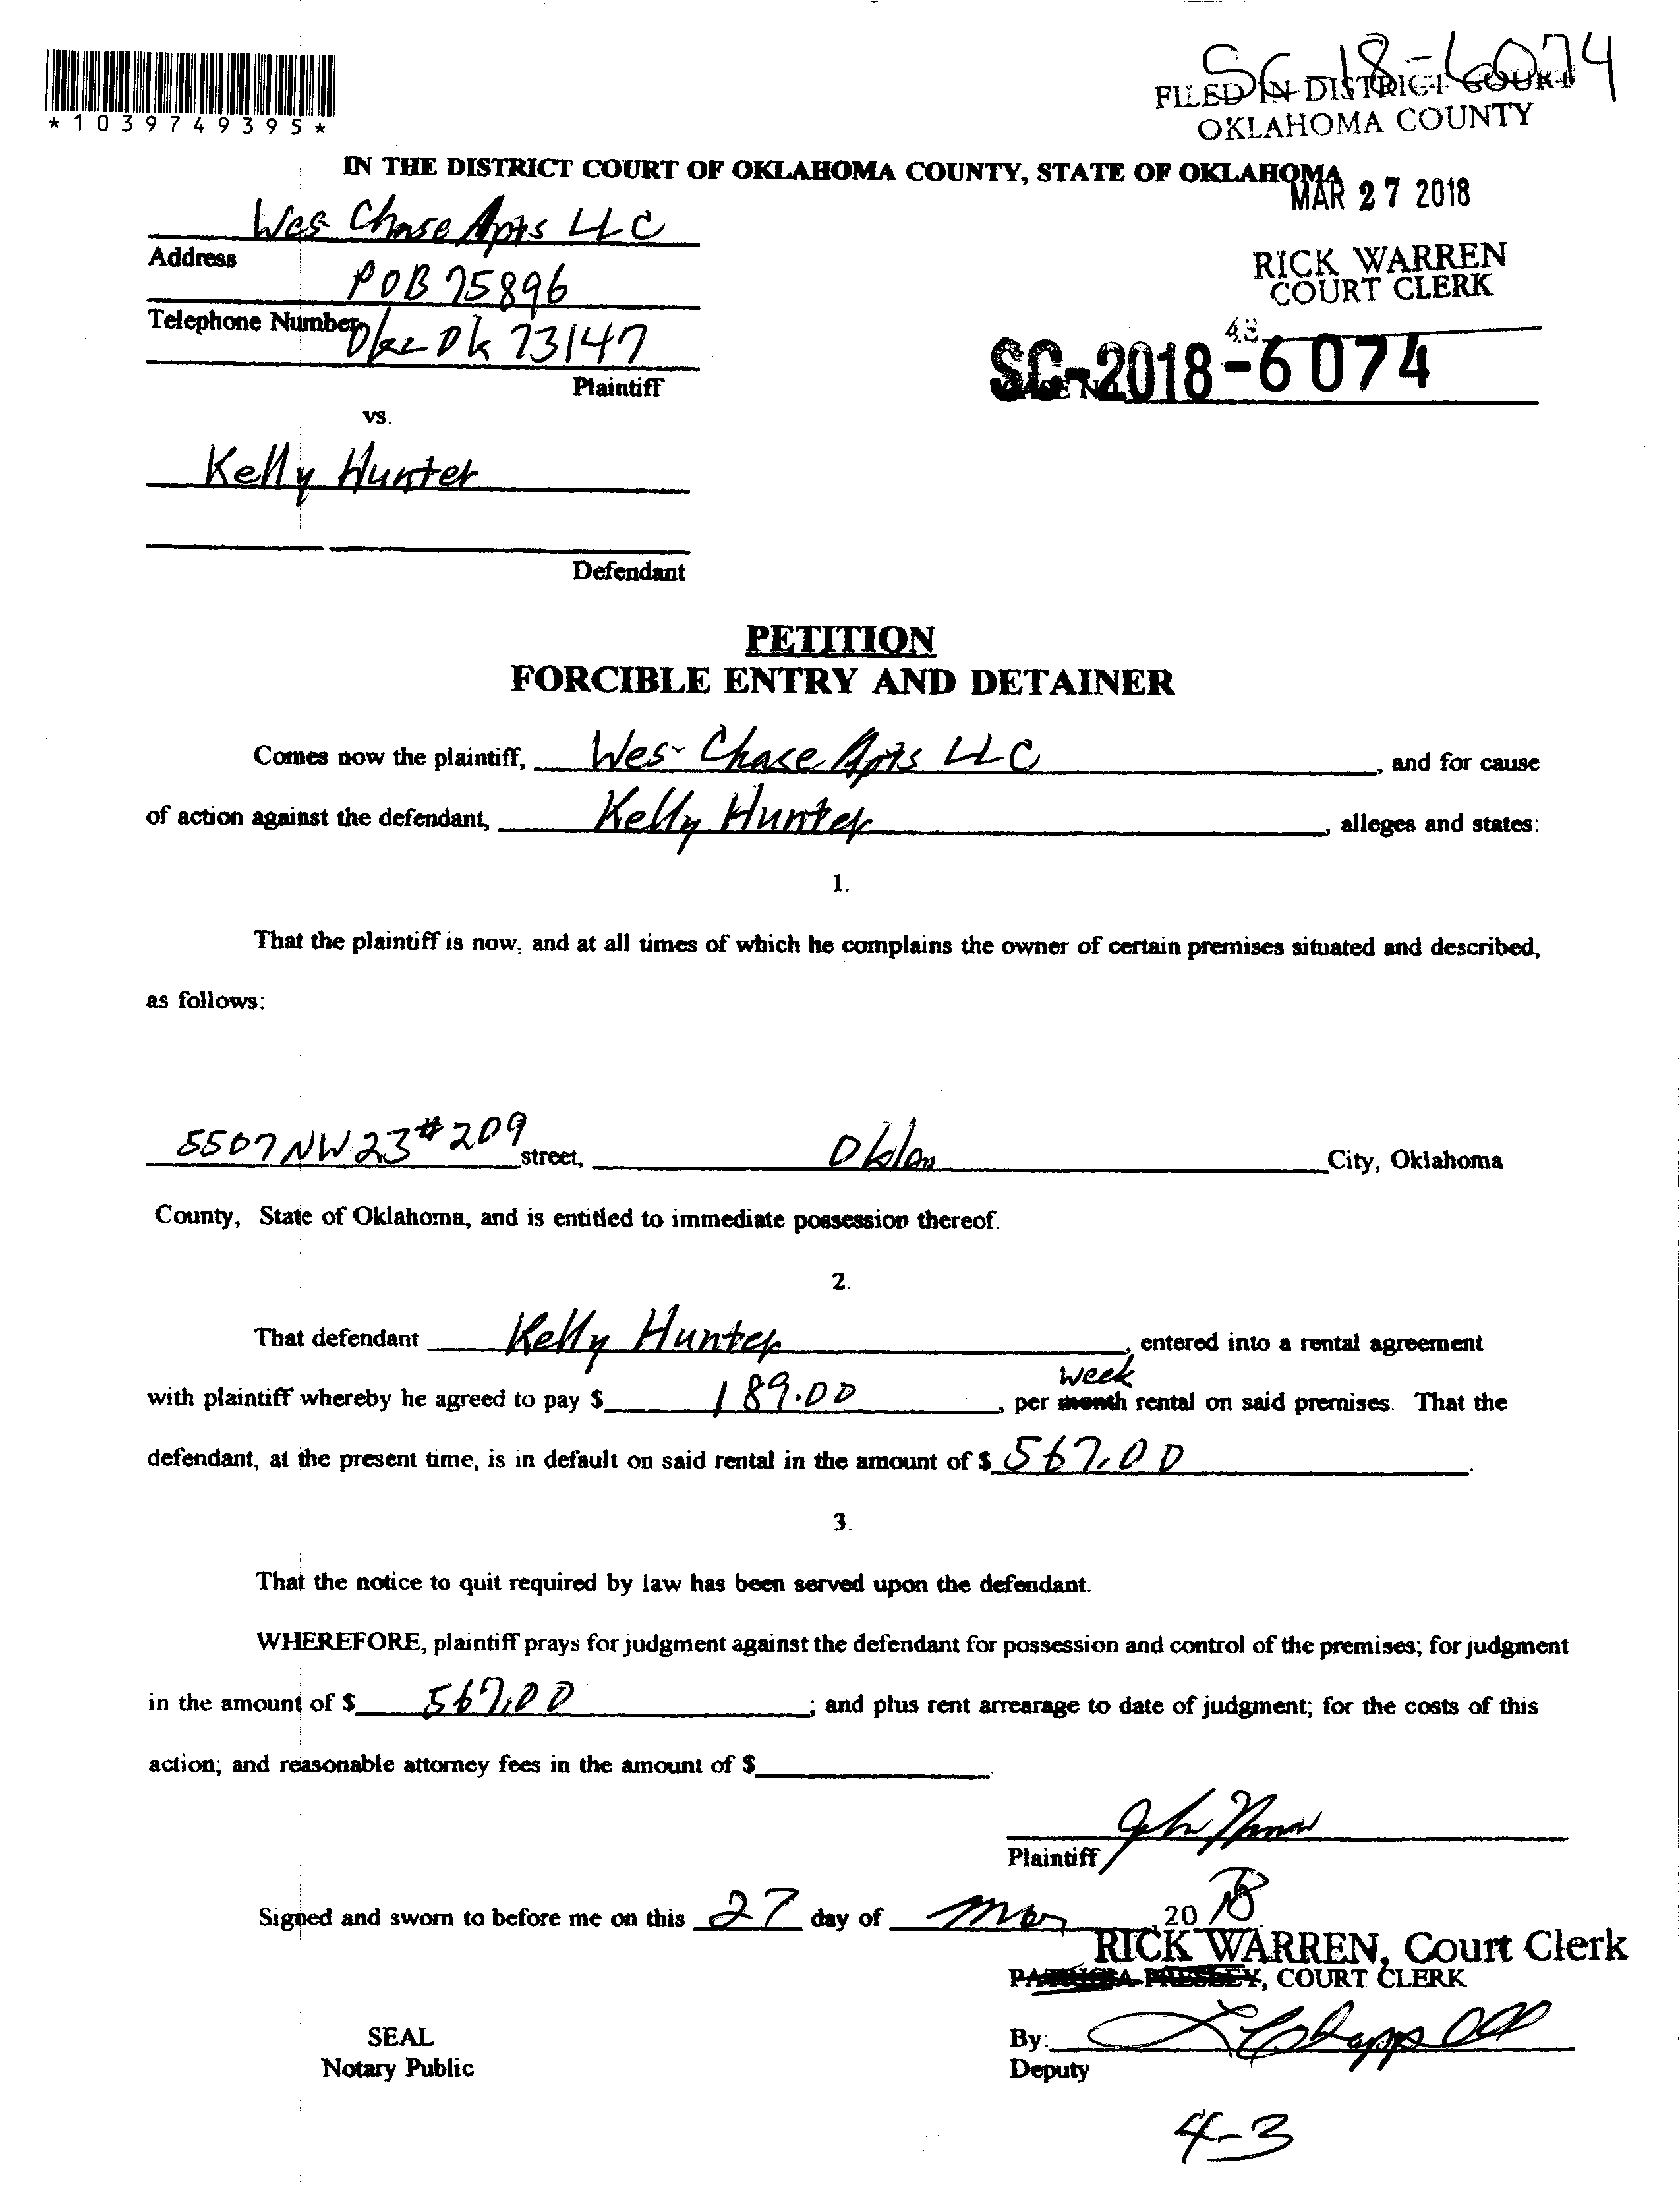 SC-18-6074
*1039749395*
FILED IN DISTRICT COURT
OKLAHOMA COUNTY
IN THE DISTRICT COURT OF OKLAHOMA COUNTY, STATE OF OKLAHOMA
MAR 27 2018
Wes Chase Apts LLC
Address
POB 75896
RICK WARREN
COURT CLERK
Telephone Number
Okc Ok 73147
43
SC-2018-6074
CASE NO.
Plaintiff
vs.
Kelly Hunter
Defendant
PETITION
FORCIBLE ENTRY AND DETAINER
Comes now the plaintiff, Wes-Chase Apts LLC, and for cause
of action against the defendant, Kelly Hunter, alleges and states:
1.
That the plaintiff is now, and at all times of which he complains the owner of certain premises situated and described,
as follows:
5507 NW 23 #209 street, Oklan City, Oklahoma
County, State of Oklahoma, and is entitled to immediate possession thereof.
2.
That defendant Kelly Hunter, entered into a rental agreement
week
with plaintiff whereby he agreed to pay $ 189.00, per month rental on said premises. That the
defendant, at the present time, is in default on said rental in the amount of $ 567.00.
3.
That the notice to quit required by law has been served upon the defendant.
WHEREFORE, plaintiff prays for judgment against the defendant for possession and control of the premises; for judgment
in the amount of $ 567.00; and plus rent arrearage to date of judgment; for the costs of this
action; and reasonable attorney fees in the amount of $
Plaintiff
Signed and sworn to before me on this 27 day of Mar, 20 18
RICK WARREN, Court Clerk
PATRICIA PRESLEY, COURT CLERK
SEAL
Notary Public
By:
Deputy
4-3